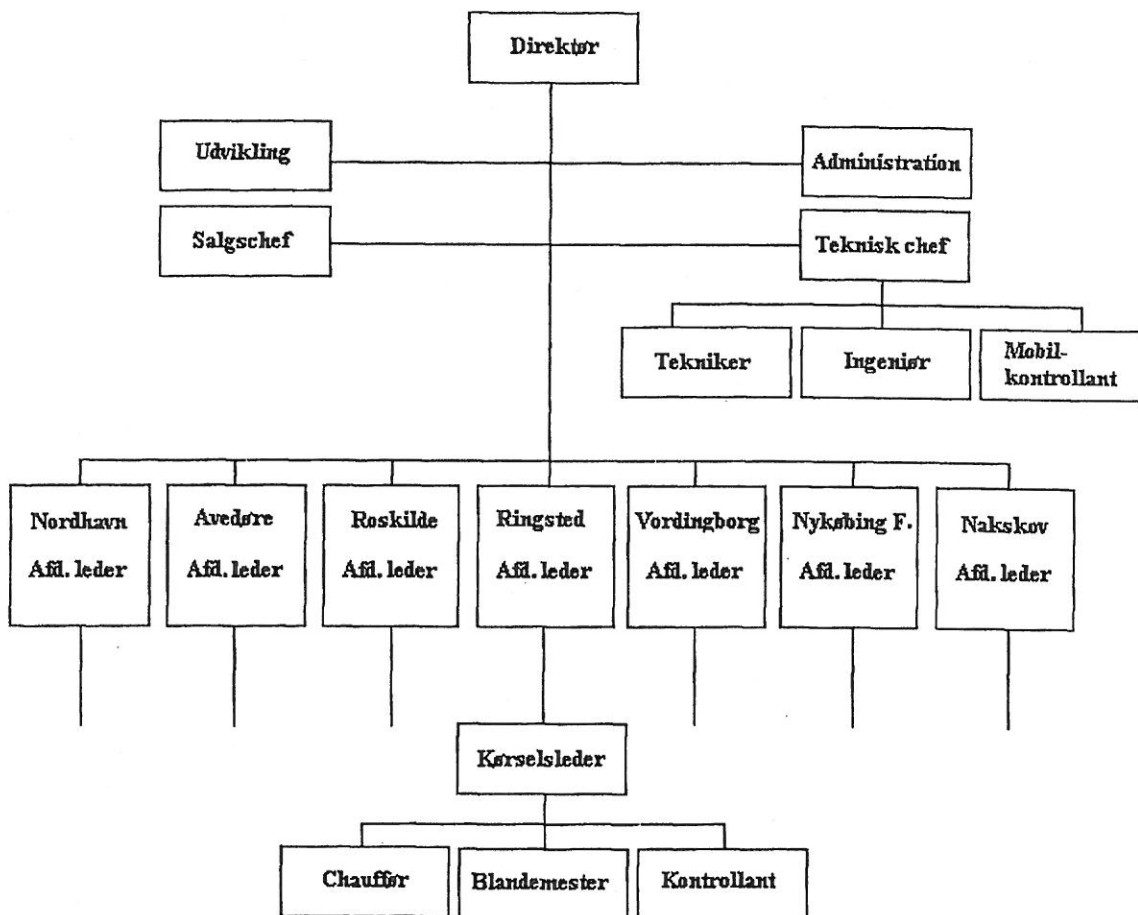 Direktør
Udvikling
Administration
Salgschef
Teknisk chef
Tekniker
Ingeniør
Mobil-
kontrollant
Nordhavn
Afd. leder
Avedøre
Afd. leder
Roskilde
Afd. leder
Ringsted
Afd. leder
Vordingborg
Afd. leder
Nykøbing F.
Afd. leder
Nakskov
Afd. leder
Kørselsleder
Chauffør
Blandemester
Kontrollant